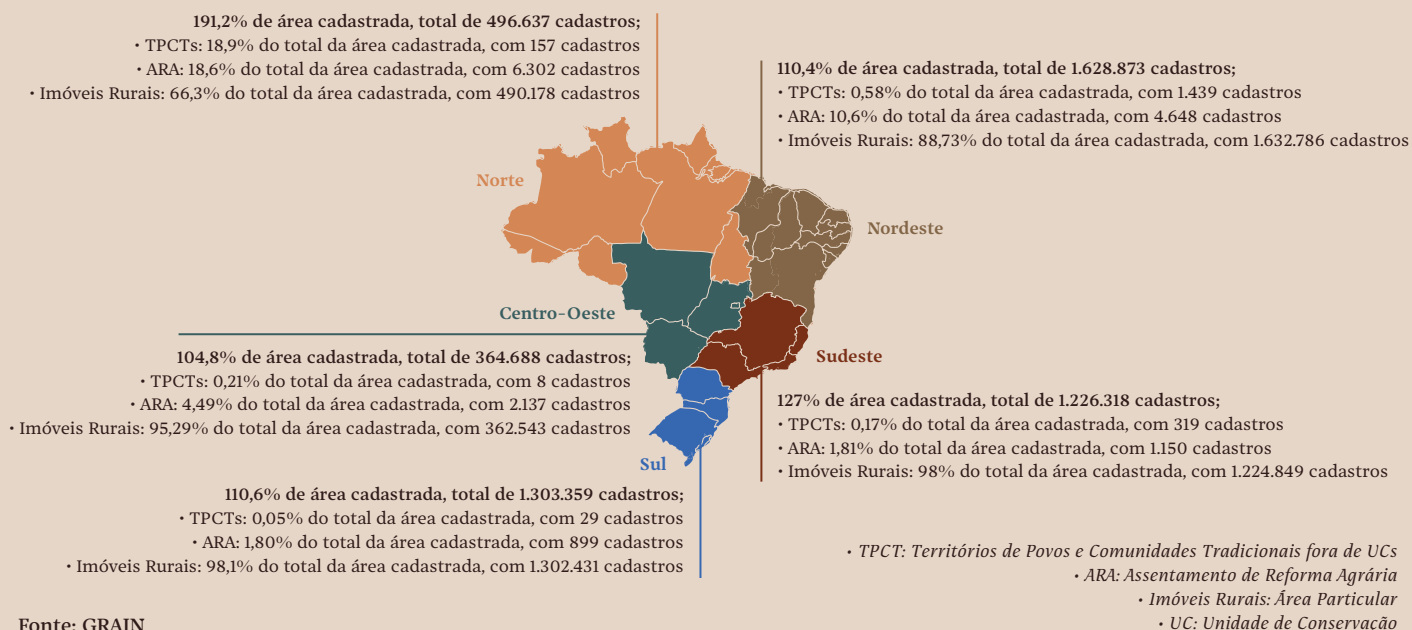 191,2% de área cadastrada, total de 496.637 cadastros;
• TPCTs: 18,9% do total da área cadastrada, com 157 cadastros
• ARA: 18,6% do total da área cadastrada, com 6.302 cadastros
• Imóveis Rurais: 66,3% do total da área cadastrada, com 490.178 cadastros
110,4% de área cadastrada, total de 1.628.873 cadastros;
• TPCTs: 0,58% do total da área cadastrada, com 1.439 cadastros
• ARA: 10,6% do total da área cadastrada, com 4.648 cadastros
• Imóveis Rurais: 88,73% do total da área cadastrada, com 1.632.786 cadastros
Norte
Nordeste
Centro-Oeste
Sudeste
104,8% de área cadastrada, total de 364.688 cadastros;
• TPCTs: 0,21% do total da área cadastrada, com 8 cadastros
• ARA: 4,49% do total da área cadastrada, com 2.137 cadastros
• Imóveis Rurais: 95,29% do total da área cadastrada, com 362.543 cadastros
127% de área cadastrada, total de 1.226.318 cadastros;
• TPCTs: 0,17% do total da área cadastrada, com 319 cadastros
• ARA: 1,81% do total da área cadastrada, com 1.150 cadastros
• Imóveis Rurais: 98% do total da área cadastrada, com 1.224.849 cadastros
Sul
110,6% de área cadastrada, total de 1.303.359 cadastros;
• TPCTs: 0,05% do total da área cadastrada, com 29 cadastros
• ARA: 1,80% do total da área cadastrada, com 899 cadastros
• Imóveis Rurais: 98,1% do total da área cadastrada, com 1.302.431 cadastros
• TPCT: Territórios de Povos e Comunidades Tradicionais fora de UCs
• ARA: Assentamento de Reforma Agrária
• Imóveis Rurais: Área Particular
• UC: Unidade de Conservação
Fonte: GRAIN